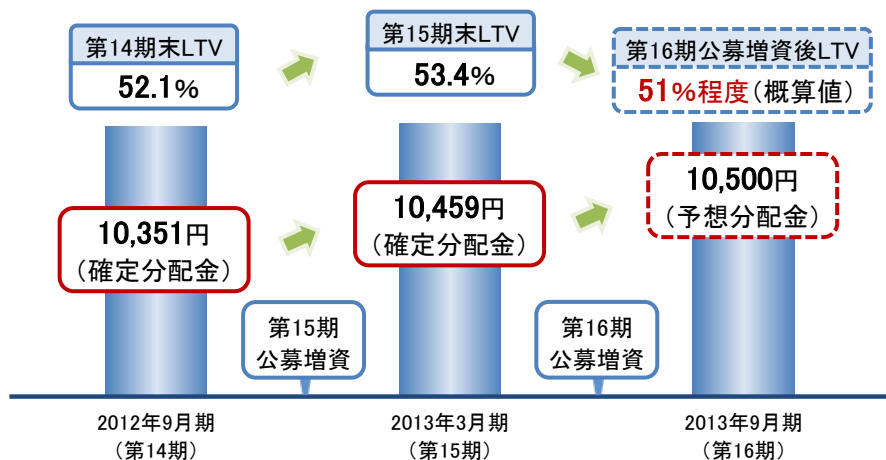 第14期末LTV
52.1%
第15期末LTV
53.4%
第16期公募増資後LTV
51%程度(概算値)
10,351円
(確定分配金)
10,459円
(確定分配金)
10,500円
(予想分配金)
第15期
公募増資
第16期
公募増資
2012年9月期
(第14期)
2013年3月期
(第15期)
2013年9月期
(第16期)